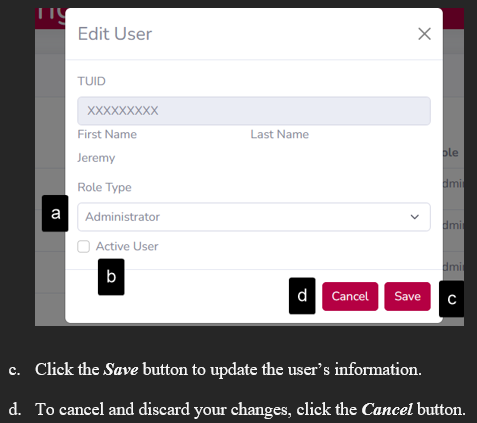 Edit User
TUID
XXXXXXXXX
First Name Last Name
Jeremy
ole
Role Type
dmi
a Administrator
dmi
Active User
b
dmi
d Cancel Save c
c. Click the Save button to update the user’s information.
d. To cancel and discard your changes, click the Cancel button.